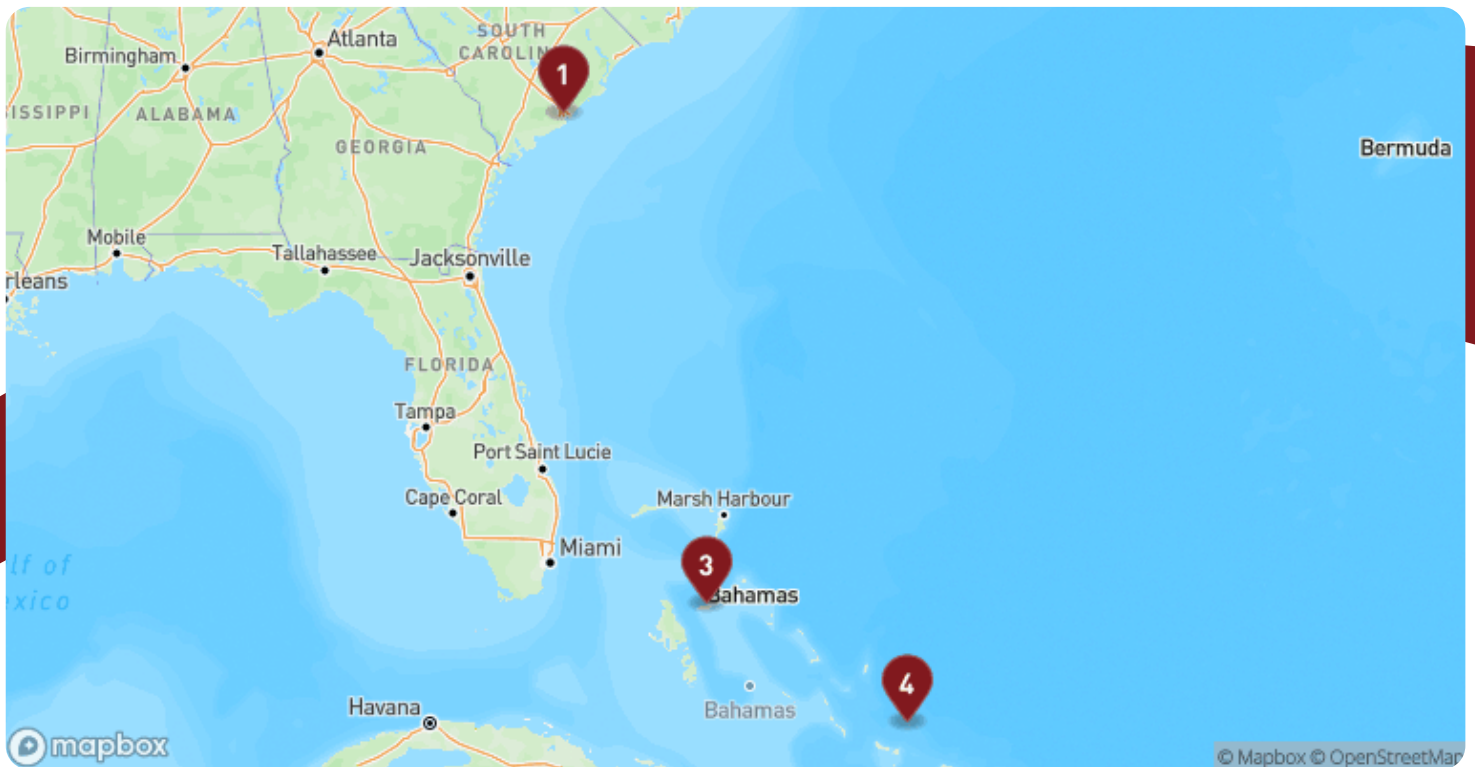 SOUTH
CAROLIN
Atlanta
Birmingham
1
ISSIPPI
ALABAMA
GEORGIA
Bermuda
Mobile
Tallahassee
Jacksonville
rleans
FLORIDA
Tampa
Port Saint Lucie
Cape Coral
Marsh Harbour
Miami
3
lf of
exico
Bahamas
4
Havana
Bahamas
mapbox
© Mapbox © OpenStreetMap